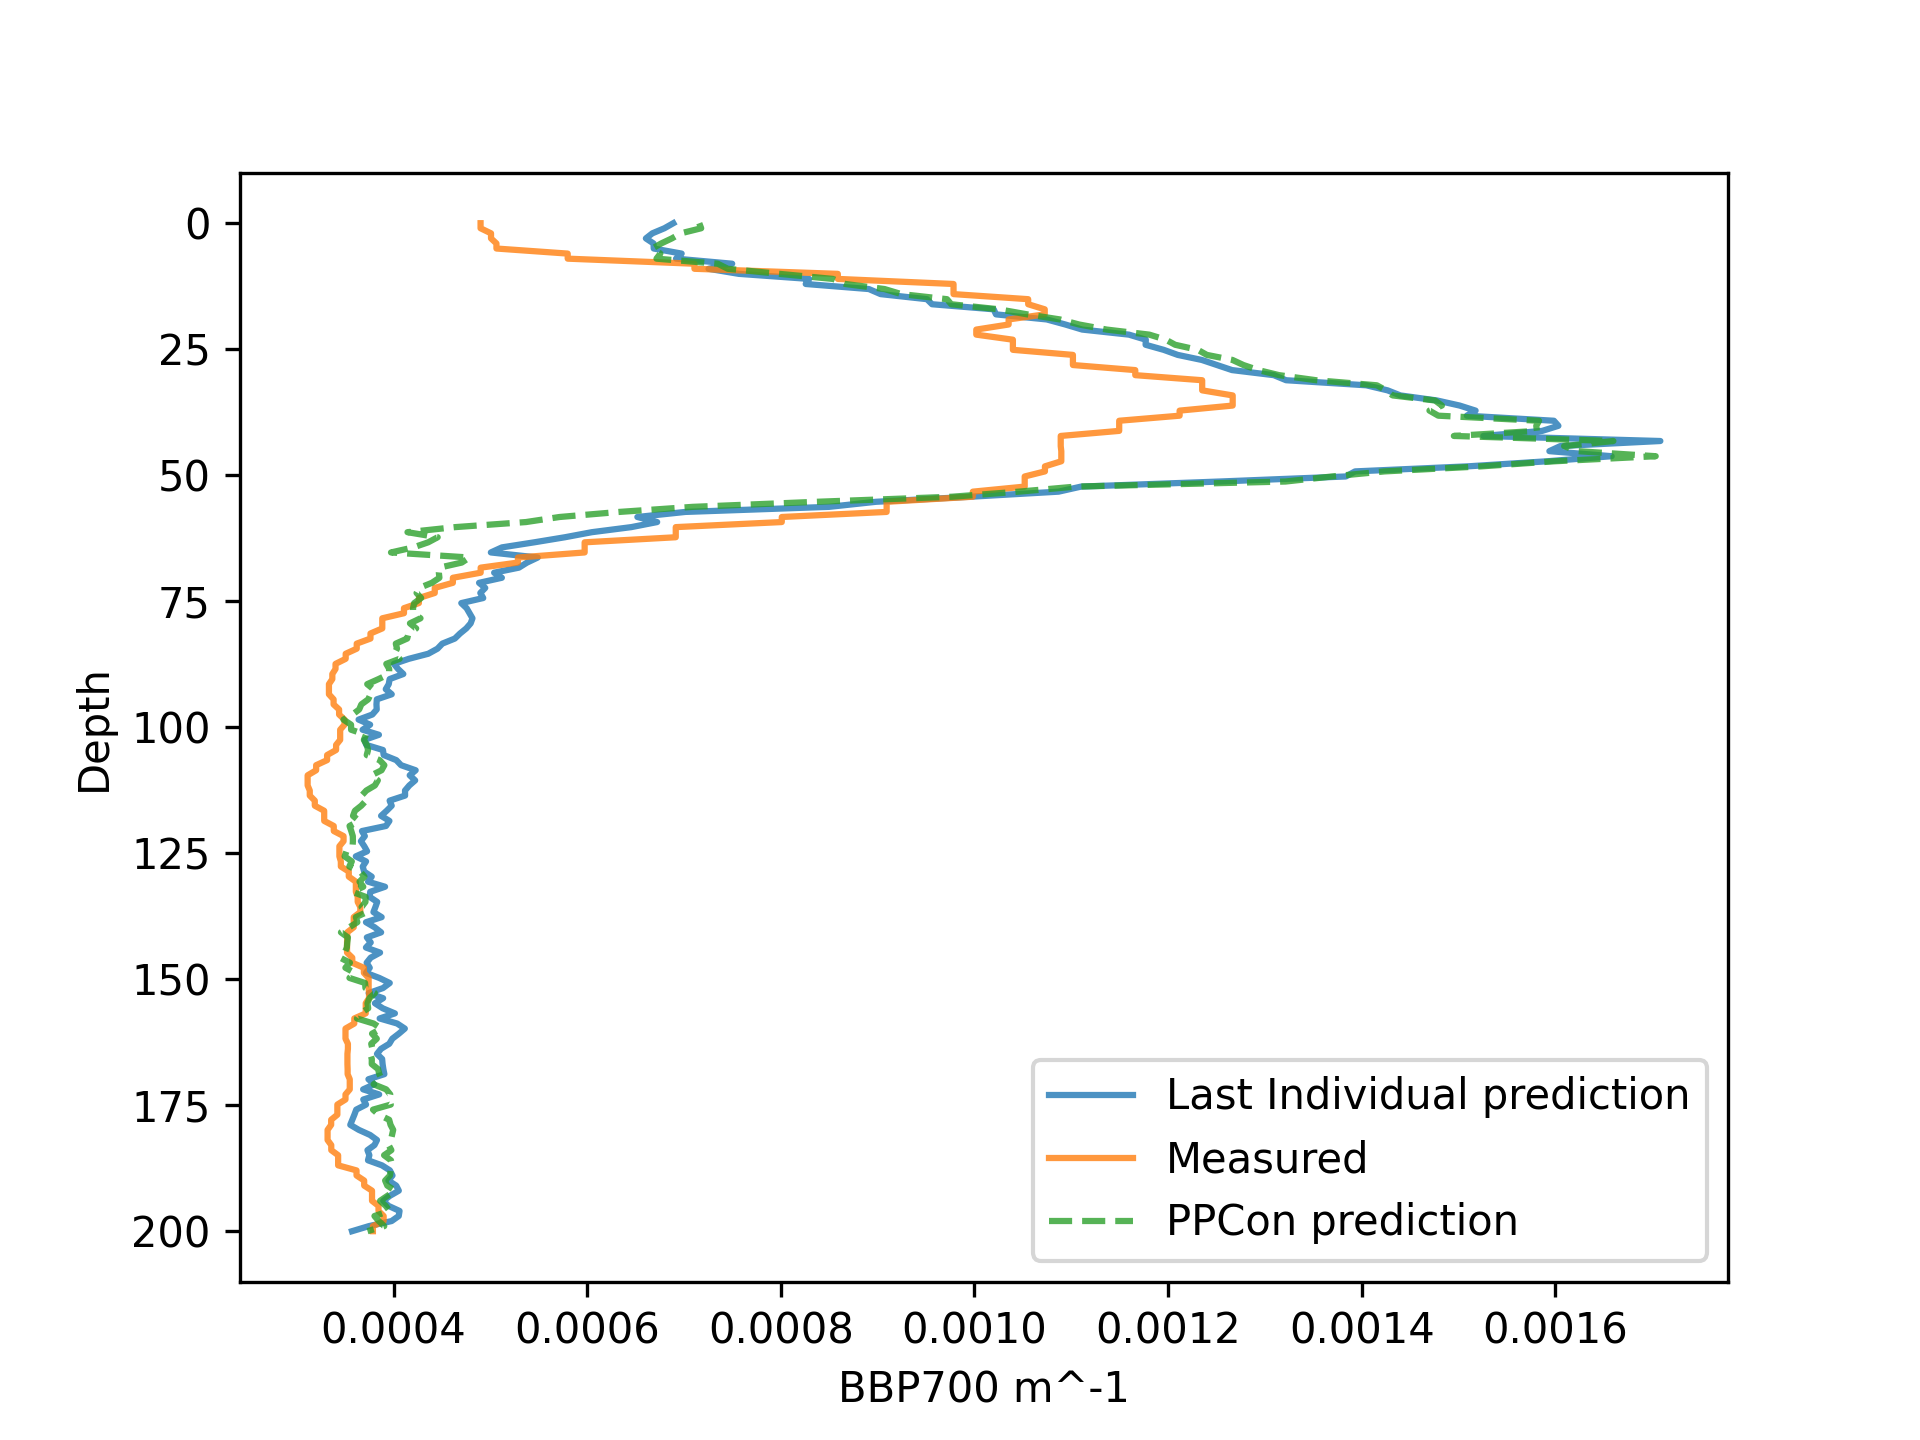 0
25
50
75
100
125
150
175
200
Depth
0.0004 0.0006 0.0008 0.0010 0.0012 0.0014 0.0016
BBP700 m^-1
Last Individual prediction
Measured
PPCon prediction